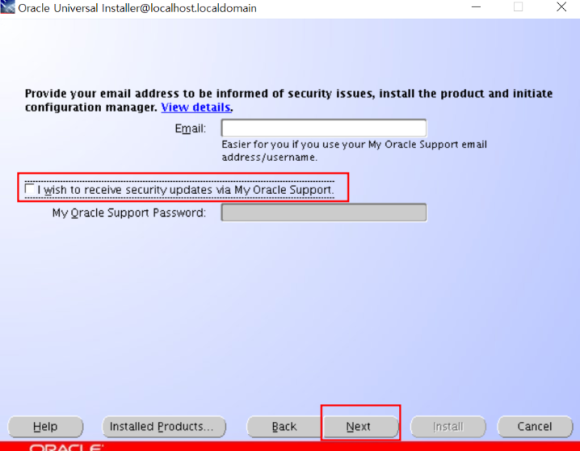 Oracle Universal Installer@localhost.localdomain
Provide your email address to be informed of security issues, install the product and initiate
configuration manager. View details.
Email:
Easier for you if you use your My Oracle Support email
address/username.
I wish to receive security updates via My Oracle Support.
My Oracle Support Password:
Help Installed Products... Back Next Install Cancel
ORACLE